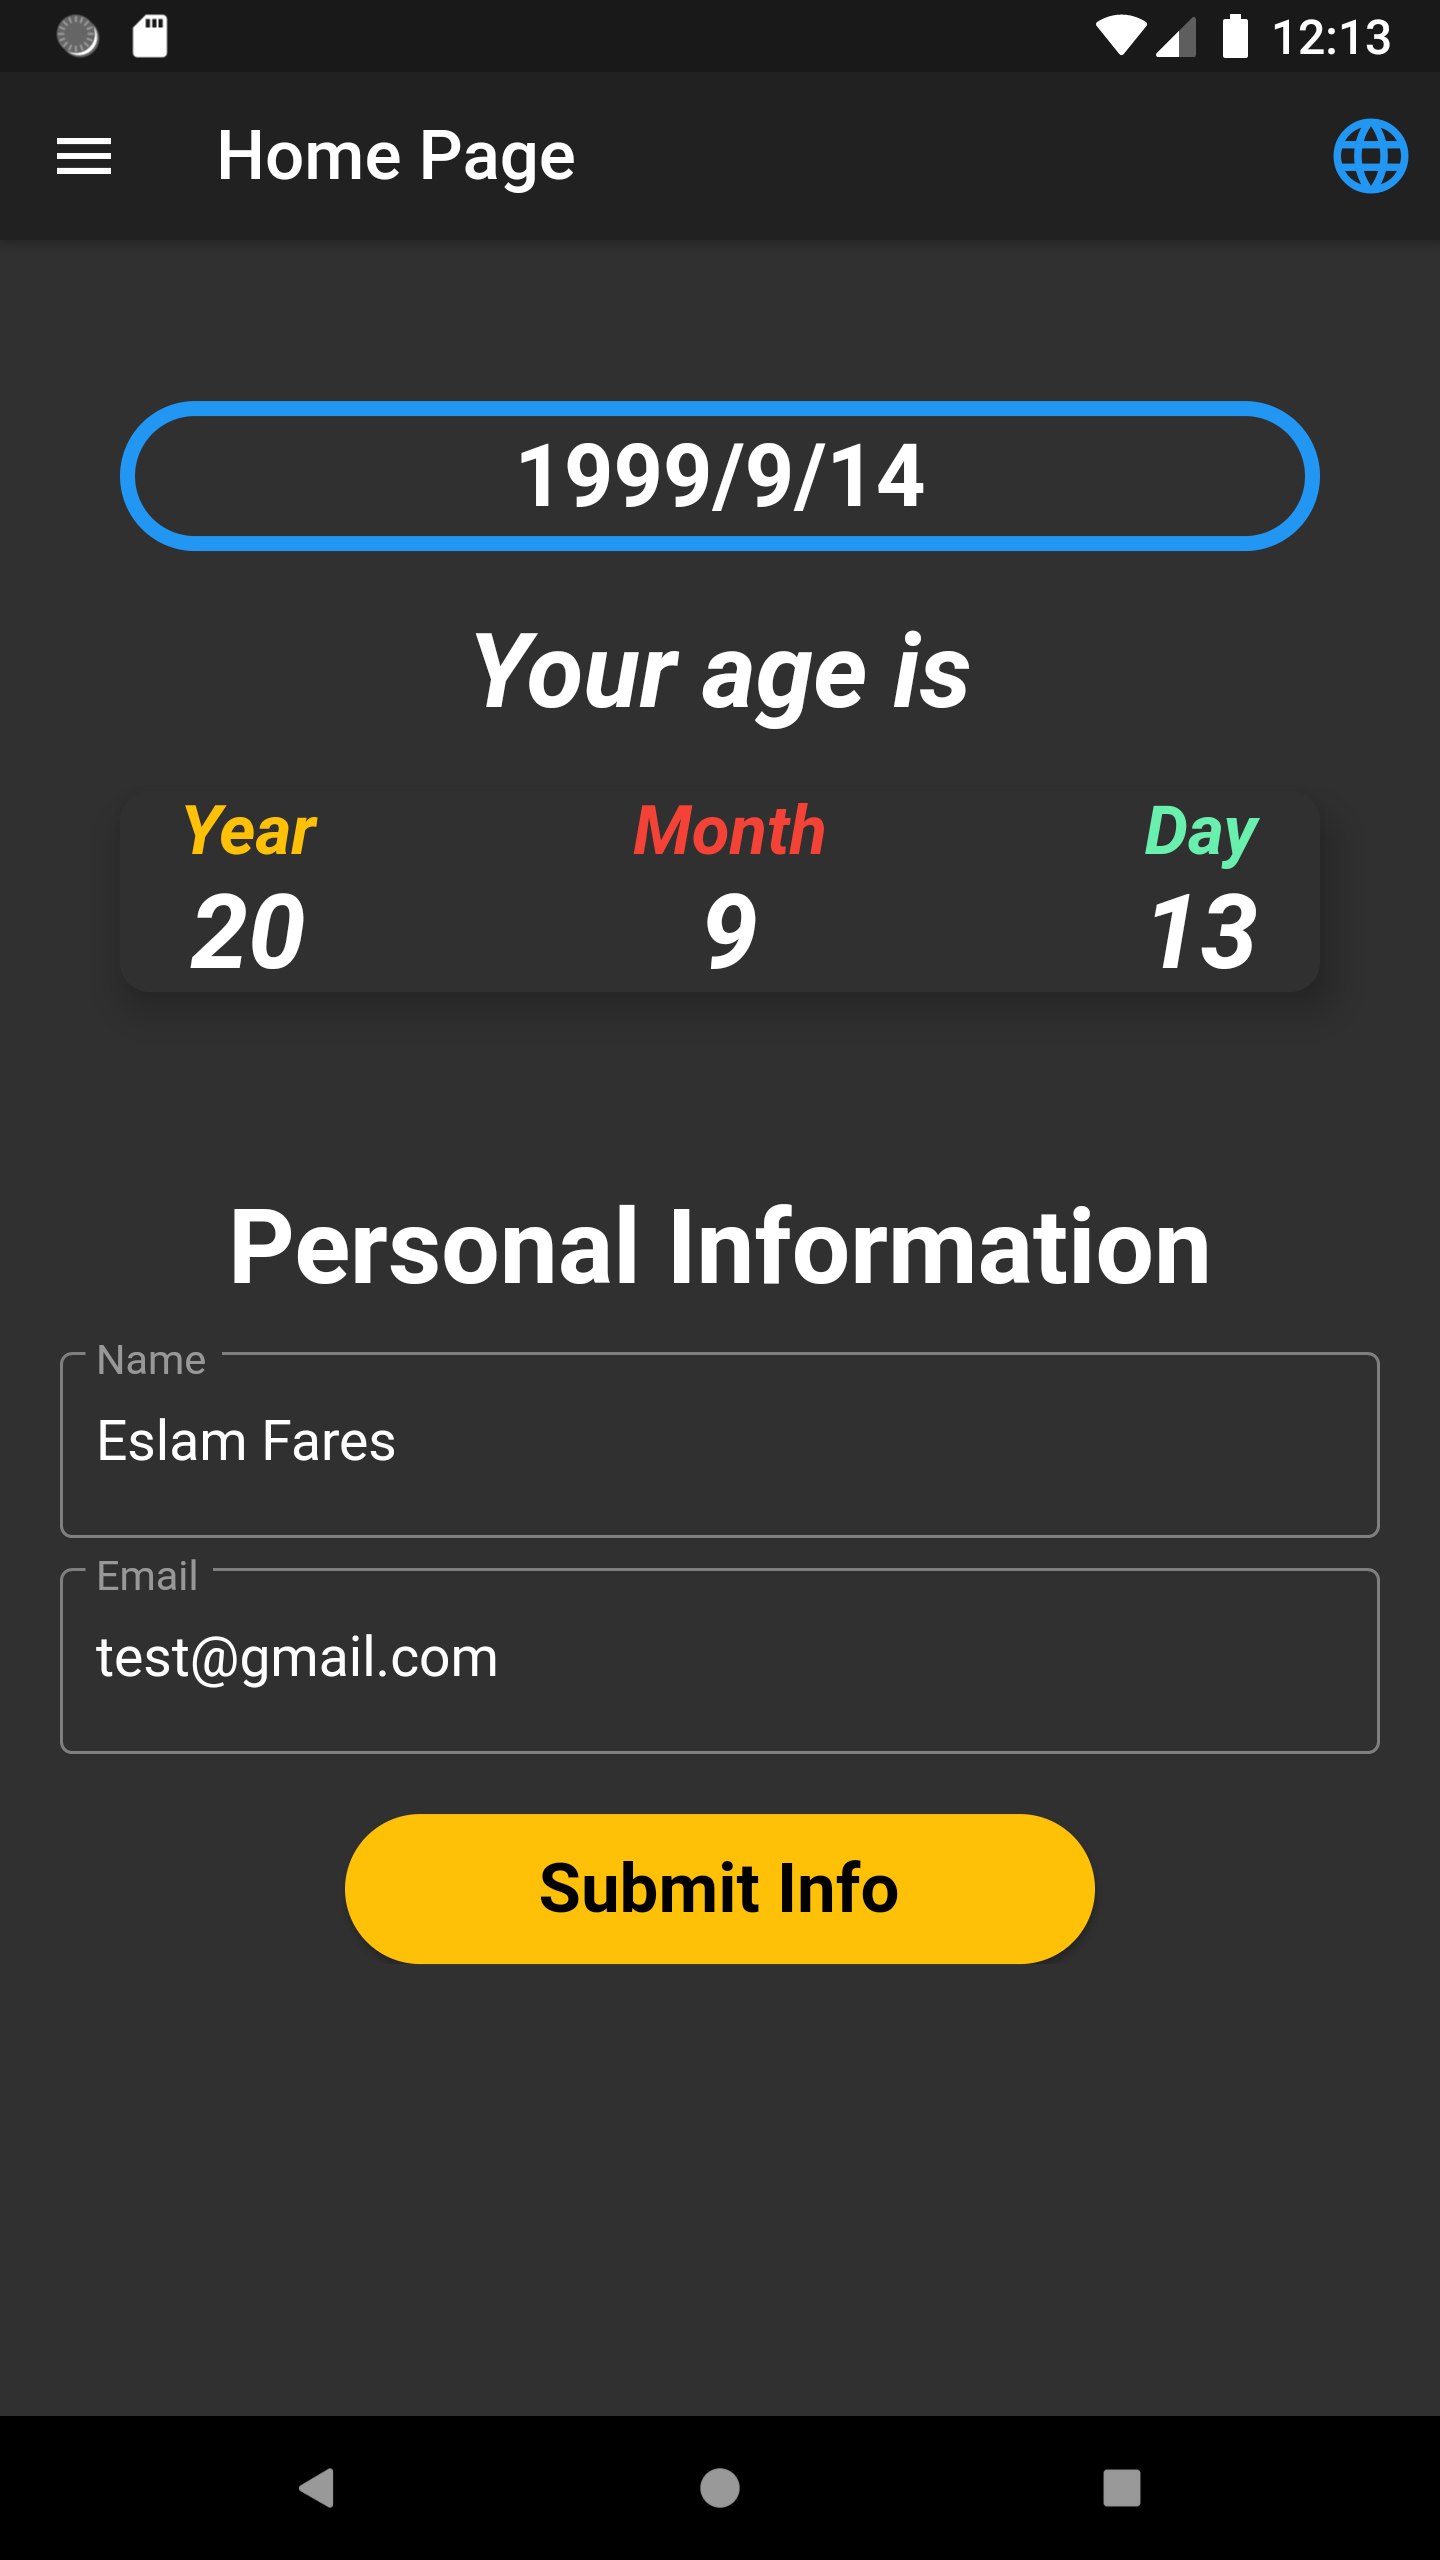 12:13
Home Page
1999/9/14
Your age is
Year Month Day
20 9 13
Personal Information
Name
Eslam Fares
Email
test@gmail.com
Submit Info